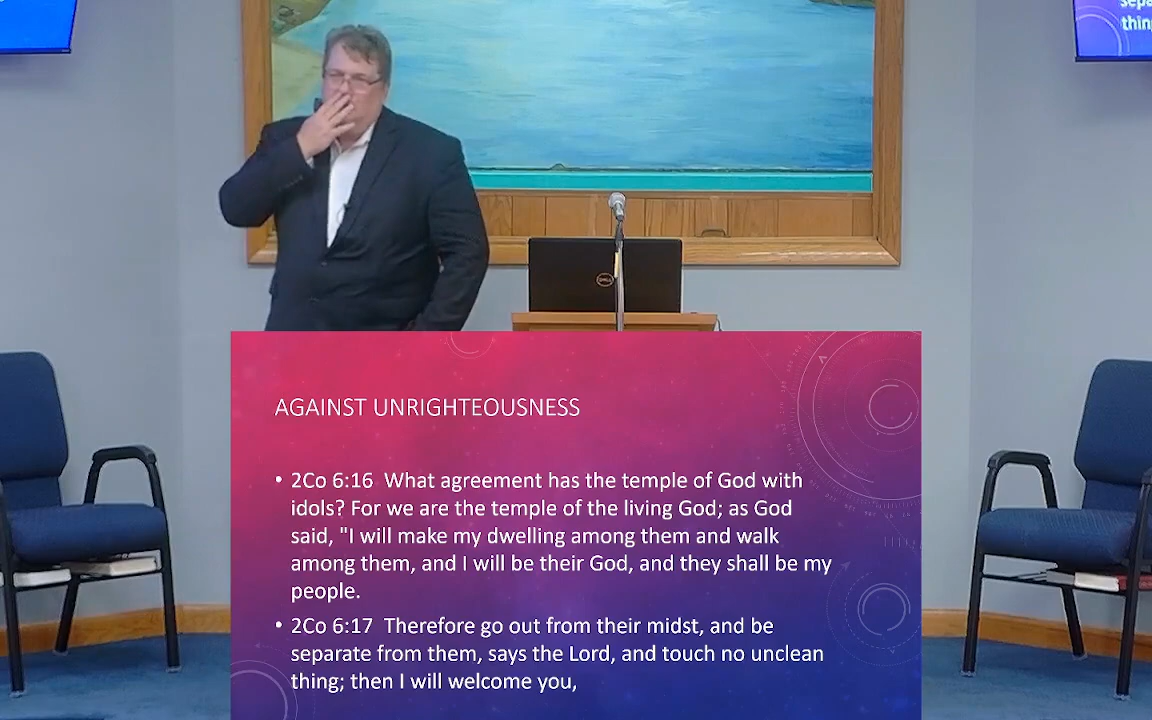 sepa
thin
DELL
AGAINST UNRIGHTEOUSNESS
• 2Co 6:16 What agreement has the temple of God with
idols? For we are the temple of the living God; as God
said, "I will make my dwelling among them and walk
among them, and I will be their God, and they shall be my
people.
• 2Co 6:17 Therefore go out from their midst, and be
separate from them, says the Lord, and touch no unclean
thing; then I will welcome you,